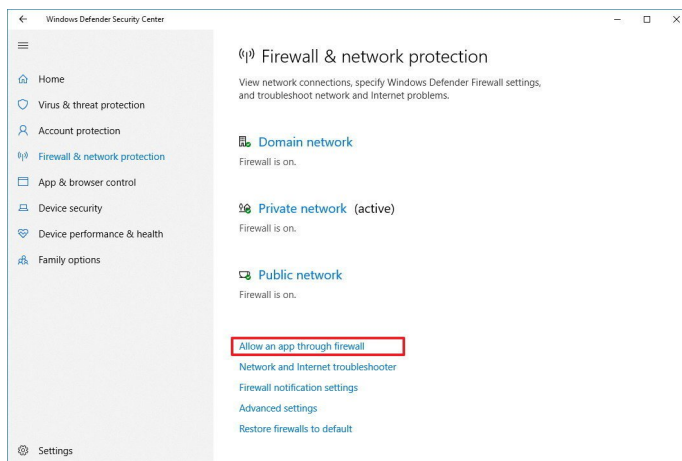 Windows Defender Security Center
Home
Virus & threat protection
Account protection
Firewall & network protection
App & browser control
Device security
Device performance & health
Family options
Settings
Firewall & network protection
View network connections, specify Windows Defender Firewall settings,
and troubleshoot network and Internet problems.
Domain network
Firewall is on.
Private network (active)
Firewall is on.
Public network
Firewall is on.
Allow an app through firewall
Network and Internet troubleshooter
Firewall notification settings
Advanced settings
Restore firewalls to default